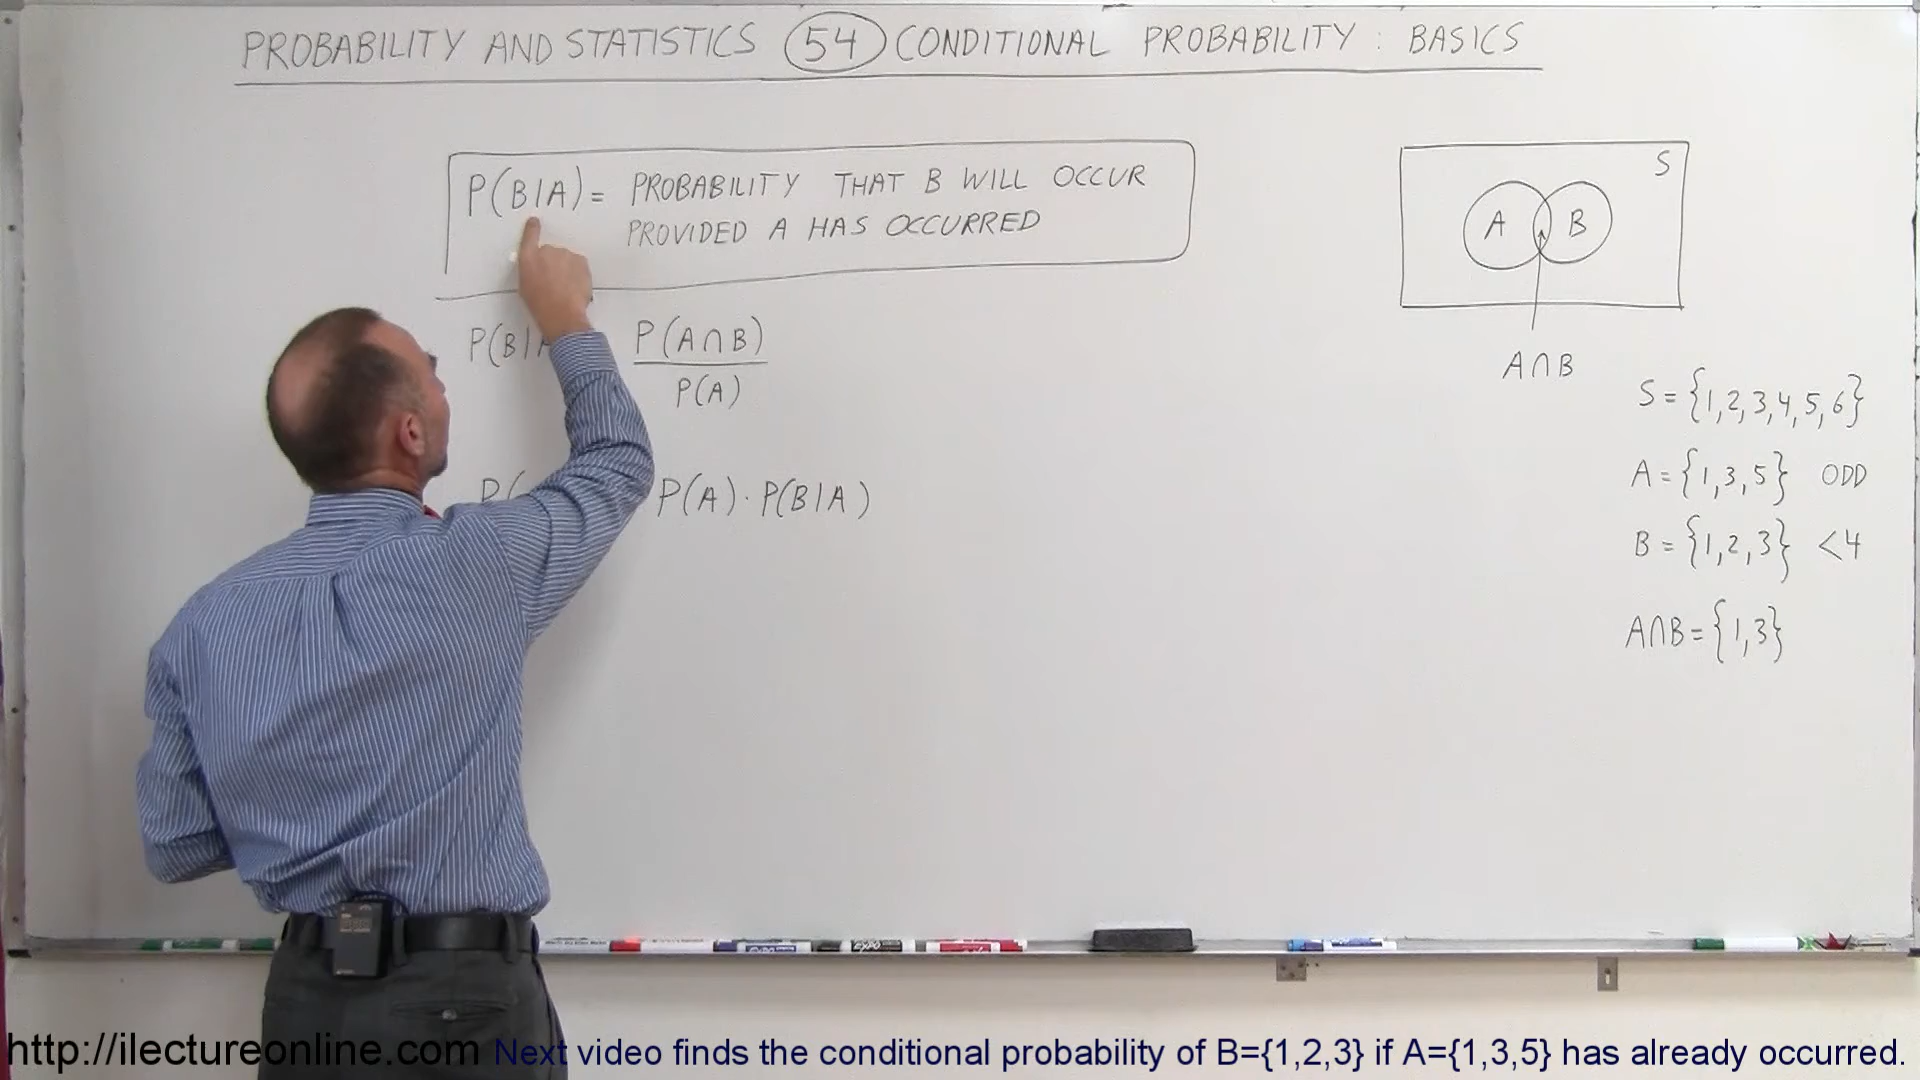 PROBABILITY AND STATISTICS 54 CONDITIONAL PROBABILITY : BASICS
P(B|A) = PROBABILITY THAT B WILL OCCUR
PROVIDED A HAS OCCURRED
P(B|A
P(A∩B)
P(A)
P(
P(A)·P(B|A)
S
A B
A∩B
S = {1,2,3,4,5,6}
A = {1,3,5} ODD
B = {1,2,3} <4
A∩B = {1,3}
EXPO
http://ilectureonline.com Next video finds the conditional probability of B={1,2,3} if A={1,3,5} has already occurred.